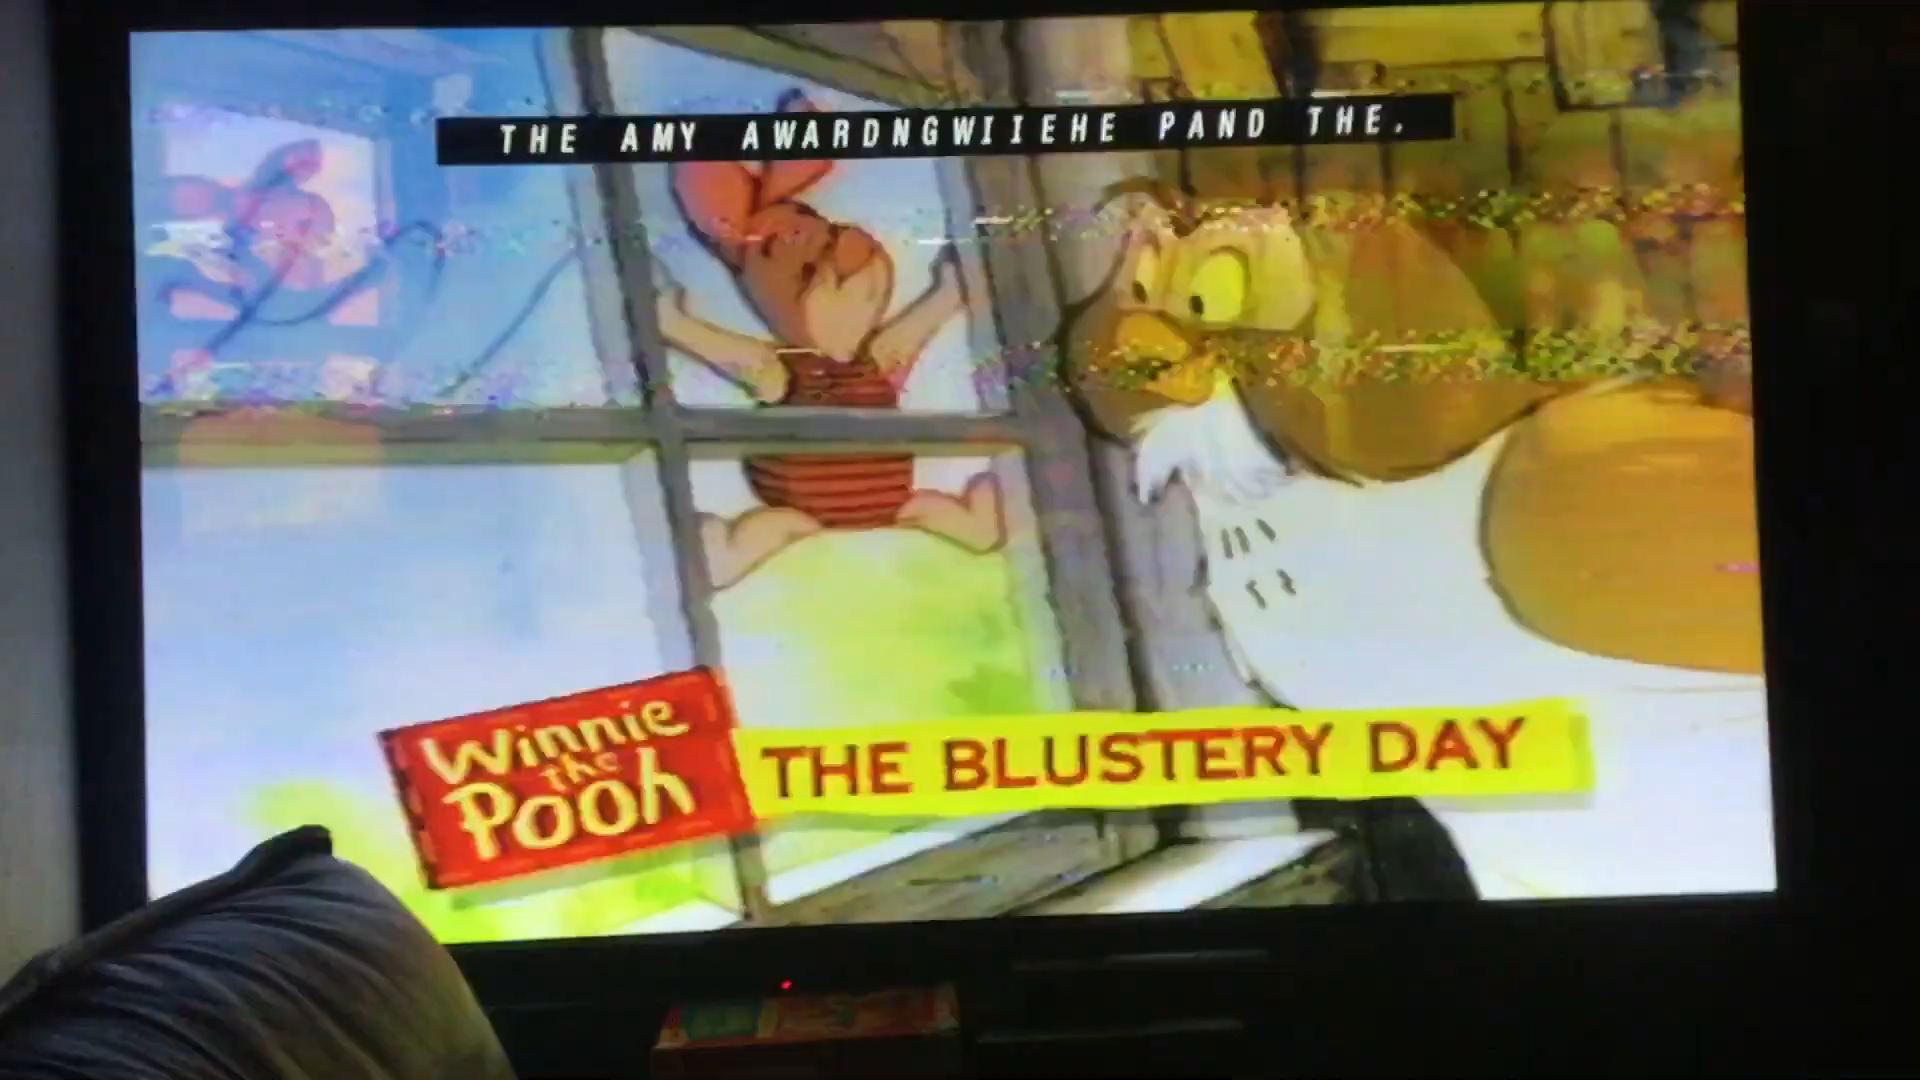 THE AMY AWARDNGWIIEHE PAND THE.
Winnie
the
Pooh
THE BLUSTERY DAY